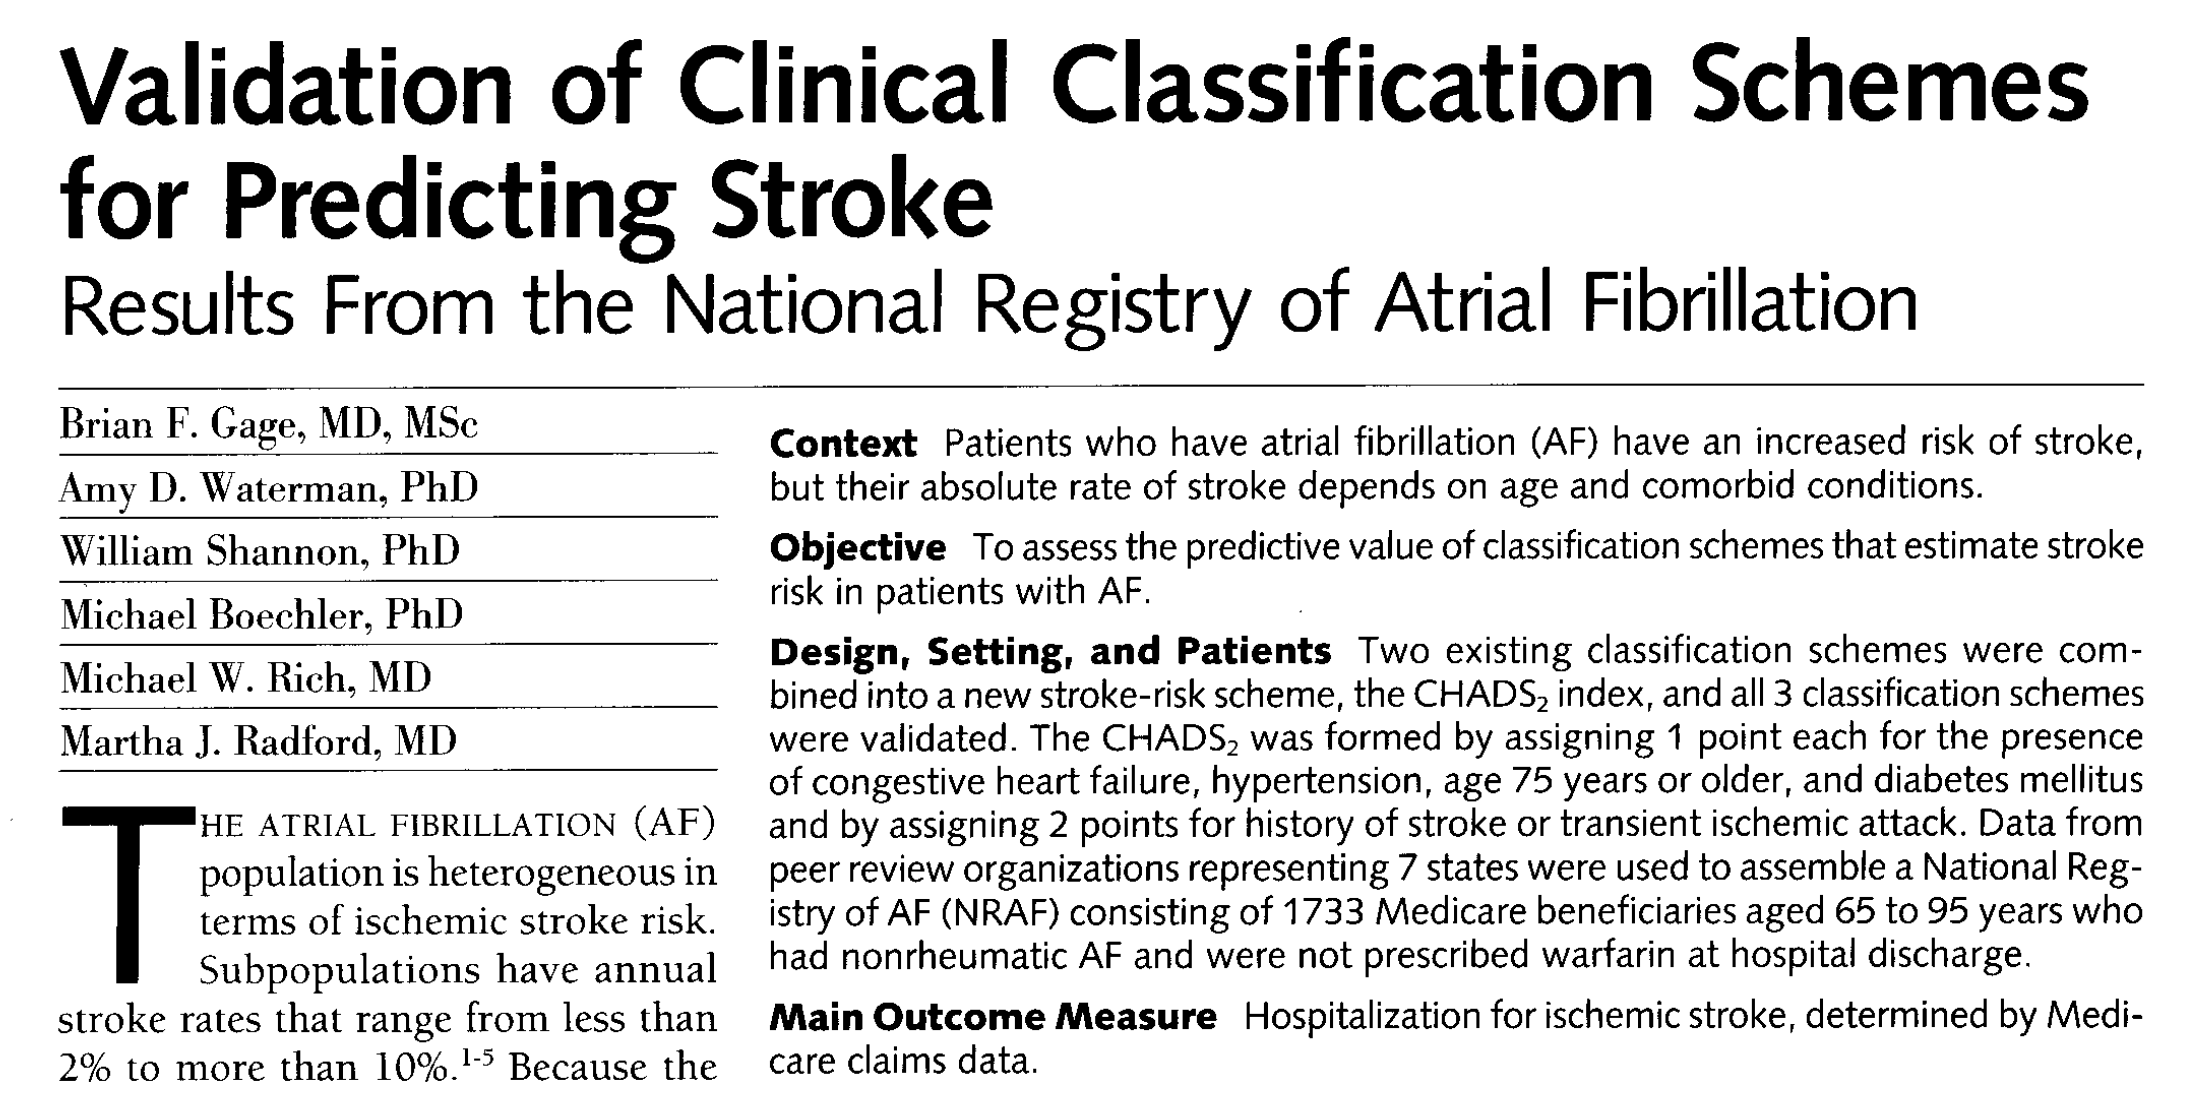 Validation of Clinical Classification Schemes
for Predicting Stroke
Results From the National Registry of Atrial Fibrillation
Brian F. Gage, MD, MSc
Amy D. Waterman, PhD
William Shannon, PhD
Michael Boechler, PhD
Michael W. Rich, MD
Martha J. Radford, MD
THE ATRIAL FIBRILLATION (AF)
population is heterogeneous in
terms of ischemic stroke risk.
Subpopulations have annual
stroke rates that range from less than
2% to more than 10%.1-5 Because the
Context Patients who have atrial fibrillation (AF) have an increased risk of stroke,
but their absolute rate of stroke depends on age and comorbid conditions.
Objective To assess the predictive value of classification schemes that estimate stroke
risk in patients with AF.
Design, Setting, and Patients Two existing classification schemes were com-
bined into a new stroke-risk scheme, the CHADS2 index, and all 3 classification schemes
were validated. The CHADS2 was formed by assigning 1 point each for the presence
of congestive heart failure, hypertension, age 75 years or older, and diabetes mellitus
and by assigning 2 points for history of stroke or transient ischemic attack. Data from
peer review organizations representing 7 states were used to assemble a National Reg-
istry of AF (NRAF) consisting of 1733 Medicare beneficiaries aged 65 to 95 years who
had nonrheumatic AF and were not prescribed warfarin at hospital discharge.
Main Outcome Measure Hospitalization for ischemic stroke, determined by Medi-
care claims data.